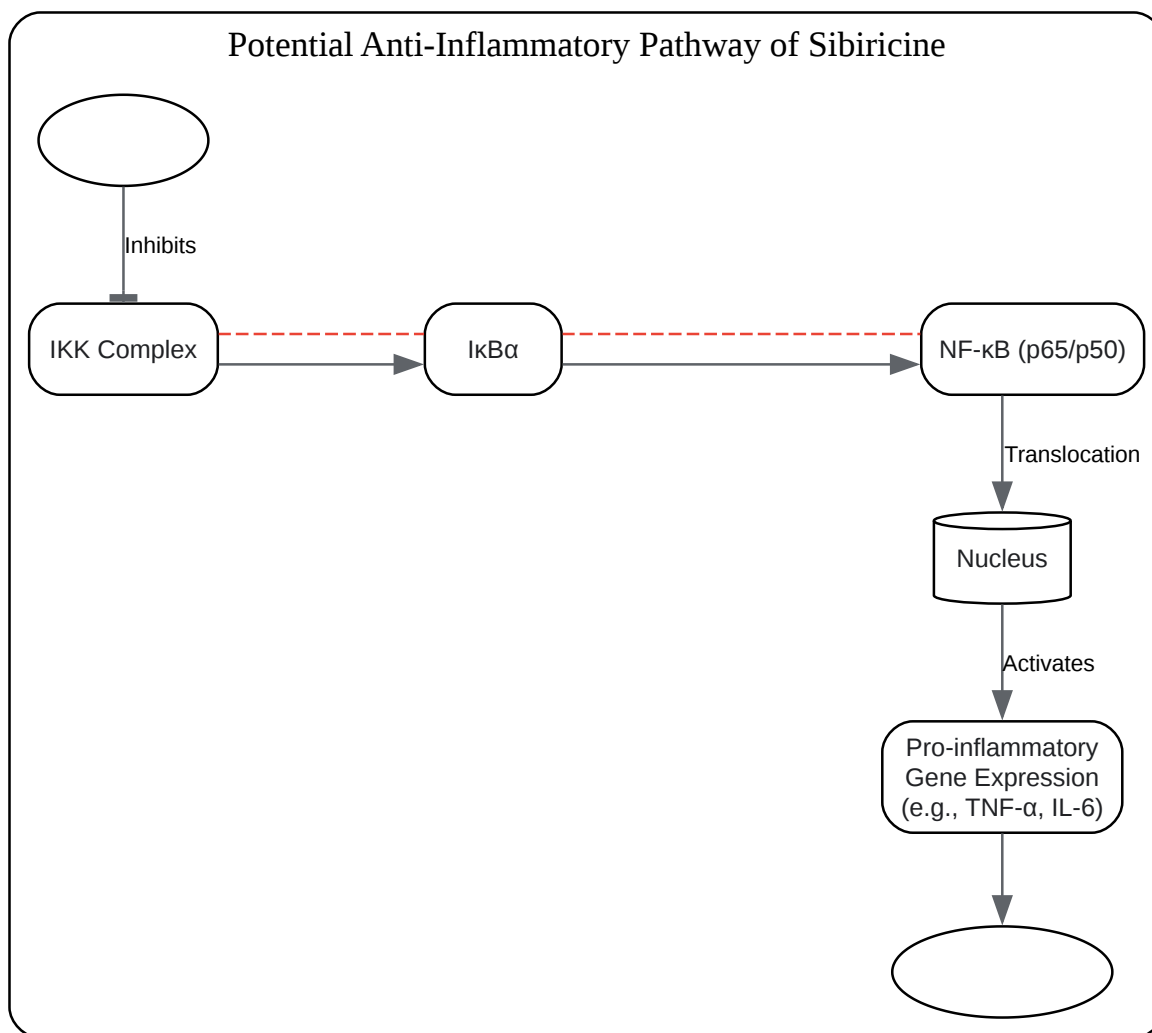 Potential Anti-Inflammatory Pathway of Sibiricine
Inhibits
IKK Complex
IκBα
NF-κB (p65/p50)
Translocation
Nucleus
Activates
Pro-inflammatory
Gene Expression
(e.g., TNF-α, IL-6)